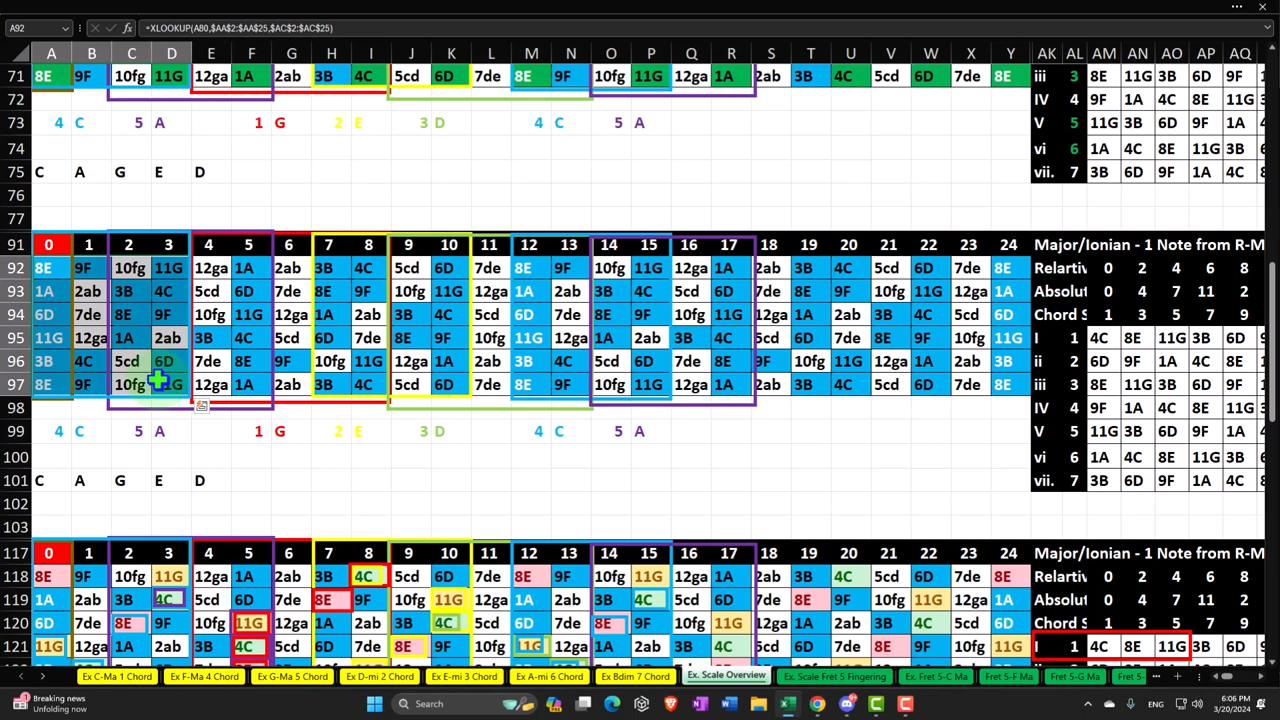 A92 =XLOOKUP(A80,$AA$2:$AA$25,$AC$2:$AC$25)
A B C D E F G H I J K L M N O P Q R S T U V W X Y AK AL AM AN AO AP AQ
71 8E 9F 10fg 11G 12ga 1A 2ab 3B 4C 5cd 6D 7de 8E 9F 10fg 11G 12ga 1A 2ab 3B 4C 5cd 6D 7de 8E iii 3 8E 11G 3B 6D 9F
72 IV 4 9F 1A 4C 8E 11G
73 4 C 5 A 1 G 2 E 3 D 4 C 5 A V 5 11G 3B 6D 9F 1A
74 vi 6 1A 4C 8E 11G 3B
75 C A G E D vii. 7 3B 6D 9F 1A 4C
76
77
91 0 1 2 3 4 5 6 7 8 9 10 11 12 13 14 15 16 17 18 19 20 21 22 23 24 Major/Ionian - 1 Note from R-M
92 8E 9F 10fg 11G 12ga 1A 2ab 3B 4C 5cd 6D 7de 8E 9F 10fg 11G 12ga 1A 2ab 3B 4C 5cd 6D 7de 8E Relartiv 0 2 4 6 8
93 1A 2ab 3B 4C 5cd 6D 7de 8E 9F 10fg 11G 12ga 1A 2ab 3B 4C 5cd 6D 7de 8E 9F 10fg 11G 12ga 1A Absolut 0 4 7 11 2
94 6D 7de 8E 9F 10fg 11G 12ga 1A 2ab 3B 4C 5cd 6D 7de 8E 9F 10fg 11G 12ga 1A 2ab 3B 4C 5cd 6D Chord S 1 3 5 7 9
95 11G 12ga 1A 2ab 3B 4C 5cd 6D 7de 8E 9F 10fg 11G 12ga 1A 2ab 3B 4C 5cd 6D 7de 8E 9F 10fg 11G I 1 4C 8E 11G 3B 6D
96 3B 4C 5cd 6D 7de 8E 9F 10fg 11G 12ga 1A 2ab 3B 4C 5cd 6D 7de 8E 9F 10fg 11G 12ga 1A 2ab 3B ii 2 6D 9F 1A 4C 8E
97 8E 9F 10fg 12ga 1A 2ab 3B 4C 5cd 6D 7de 8E 9F 10fg 11G 12ga 1A 2ab 3B 4C 5cd 6D 7de 8E iii 3 8E 11G 3B 6D 9F
98 IV 4 9F 1A 4C 8E 11G
99 4 C 5 A 1 G 2 E 3 D 4 C 5 A V 5 11G 3B 6D 9F 1A
100 vi 6 1A 4C 8E 11G 3B
101 C A G E D vii. 7 3B 6D 9F 1A 4C
102
103
117 0 1 2 3 4 5 6 7 8 9 10 11 12 13 14 15 16 17 18 19 20 21 22 23 24 Major/Ionian - 1 Note from R-M
118 8E 9F 10fg 11G 12ga 1A 2ab 3B 4C 5cd 6D 7de 8E 9F 10fg 11G 12ga 1A 2ab 3B 4C 5cd 6D 7de 8E Relartiv 0 2 4 6 8
119 1A 2ab 3B 4C 5cd 6D 7de 8E 9F 10fg 11G 12ga 1A 2ab 3B 4C 5cd 6D 7de 8E 9F 10fg 11G 12ga 1A Absolut 0 4 7 11 2
120 6D 7de 8E 9F 10fg 11G 12ga 1A 2ab 3B 4C 5cd 6D 7de 8E 9F 10fg 11G 12ga 1A 2ab 3B 4C 5cd 6D Chord S 1 3 5 7 9
121 11G 12ga 1A 2ab 3B 4C 5cd 6D 7de 8E 9F 10fg 11G 12ga 1A 2ab 3B 4C 5cd 6D 7de 8E 9F 10fg 11G I 1 4C 8E 11G 3B 6D
Ex C-Ma 1 Chord Ex F-Ma 4 Chord Ex G-Ma 5 Chord Ex D-mi 2 Chord Ex E-mi 3 Chord Ex A-mi 6 Chord Ex Bdim 7 Chord Ex. Scale Overview Ex. Scale Fret 5 Fingering Ex. Fret 5-C Ma Fret 5-F Ma Fret 5-G Ma Fret 5-
Breaking news
Unfolding now
Search
6:06 PM
3/20/2024